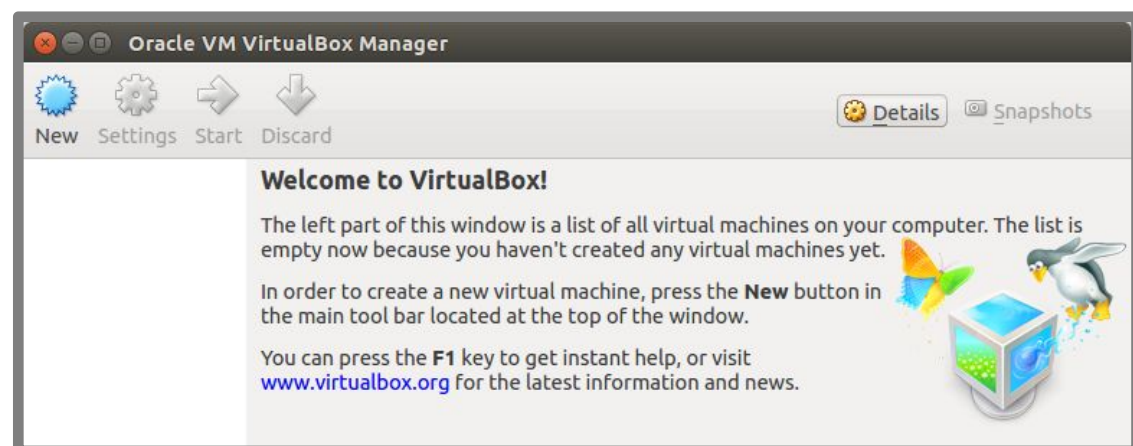 Oracle VM VirtualBox Manager
New Settings Start Discard
Details Snapshots
Welcome to VirtualBox!
The left part of this window is a list of all virtual machines on your computer. The list is
empty now because you haven't created any virtual machines yet.
In order to create a new virtual machine, press the New button in
the main tool bar located at the top of the window.
You can press the F1 key to get instant help, or visit
www.virtualbox.org for the latest information and news.